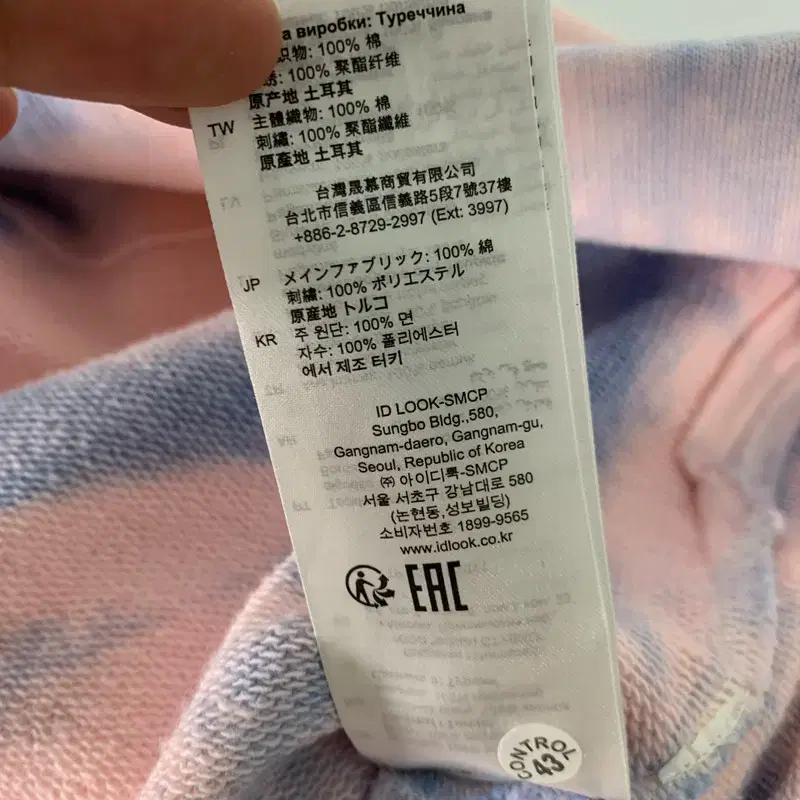 а виробки: Туреччина
织物: 100% 棉
绣: 100% 聚酯纤维
原产地 土耳其
TW 主體織物: 100% 棉
刺繡: 100% 聚酯纖維
原產地 土耳其
台灣晟慕商貿有限公司
台北市信義區信義路5段7號37樓
+886-2-8729-2997 (Ext: 3997)
JP メインファブリック: 100% 綿
刺繍: 100% ポリエステル
原産地 トルコ
KR 주 원단: 100% 면
자수: 100% 폴리에스터
에서 제조 터키
ID LOOK-SMCP
Sungbo Bldg.,580,
Gangnam-daero, Gangnam-gu,
Seoul, Republic of Korea
㈜ 아이디룩-SMCP
서울 서초구 강남대로 580
(논현동,성보빌딩)
소비자번호 1899-9565
www.idlook.co.kr
EAC
CONTROL
43